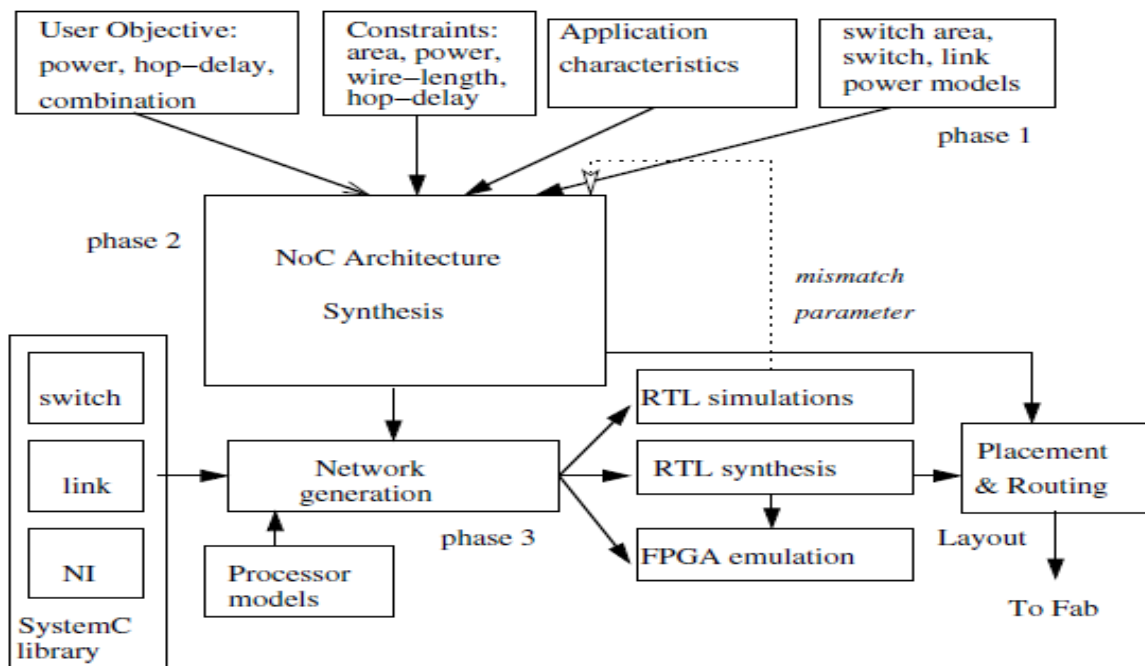 User Objective:
power, hop-delay,
combination
Constraints:
area, power,
wire-length,
hop-delay
Application
characteristics
switch area,
switch, link
power models
phase 1
phase 2
NoC Architecture
Synthesis
mismatch
parameter
switch
link
NI
SystemC
library
Network
generation
phase 3
Processor
models
RTL simulations
RTL synthesis
FPGA emulation
Placement
& Routing
Layout
To Fab